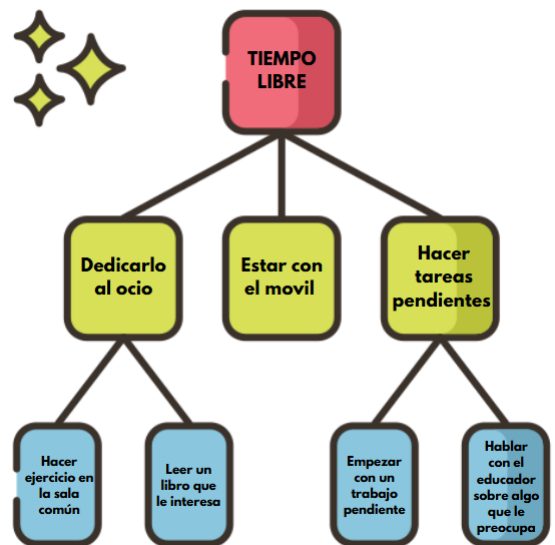 TIEMPO
LIBRE
Dedicarlo
al ocio
Estar con
el movil
Hacer
tareas
pendientes
Hacer
ejercicio en
la sala
común
Leer un
libro que
le interesa
Empezar
con un
trabajo
pendiente
Hablar
con el
educador
sobre algo
que le
preocupa